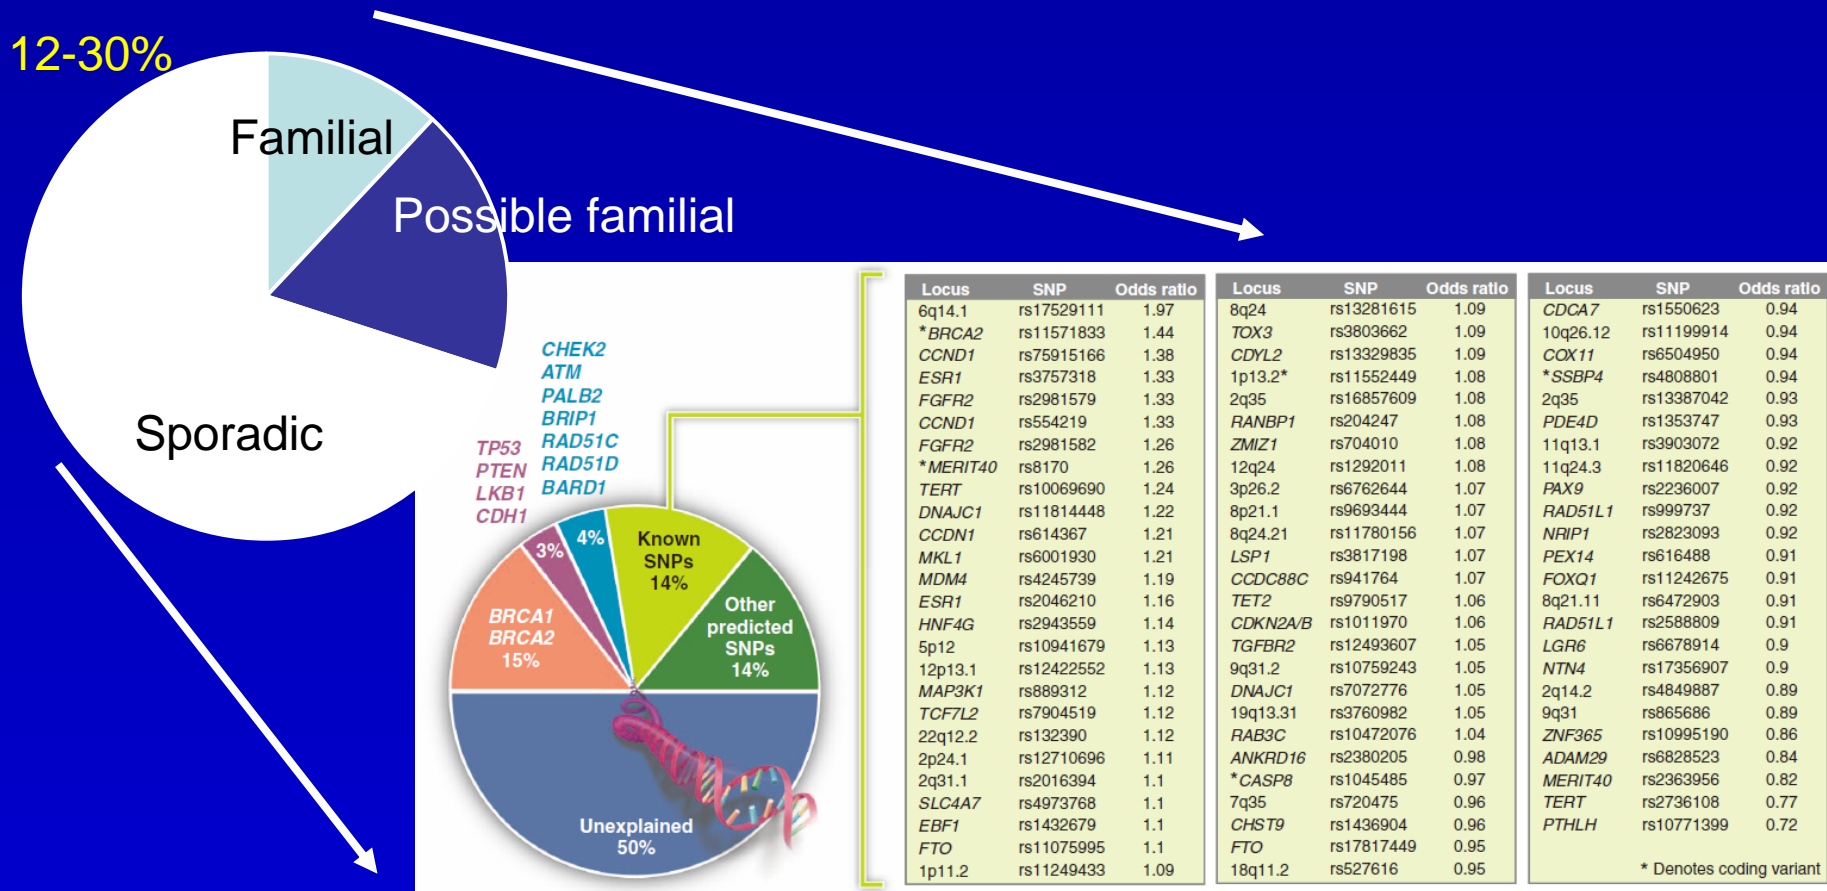 12-30%
Familial
Possible familial
Sporadic
CHEK2
ATM
PALB2
BRIP1
RAD51C
RAD51D
BARD1
TP53
PTEN
LKB1
CDH1
3%
4%
Known
SNPs
14%
Other
predicted
SNPs
14%
BRCA1
BRCA2
15%
Unexplained
50%
Locus SNP Odds ratio
6q14.1 rs17529111 1.97
*BRCA2 rs11571833 1.44
CCND1 rs75915166 1.38
ESR1 rs3757318 1.33
FGFR2 rs2981579 1.33
CCND1 rs554219 1.33
FGFR2 rs2981582 1.26
*MERIT40 rs8170 1.26
TERT rs10069690 1.24
DNAJC1 rs11814448 1.22
CCDN1 rs614367 1.21
MKL1 rs6001930 1.21
MDM4 rs4245739 1.19
ESR1 rs2046210 1.16
HNF4G rs2943559 1.14
5p12 rs10941679 1.13
12p13.1 rs12422552 1.13
MAP3K1 rs889312 1.12
TCF7L2 rs7904519 1.12
22q12.2 rs132390 1.12
2p24.1 rs12710696 1.11
2q31.1 rs2016394 1.1
SLC4A7 rs4973768 1.1
EBF1 rs1432679 1.1
FTO rs11075995 1.1
1p11.2 rs11249433 1.09
Locus SNP Odds ratio
8q24 rs13281615 1.09
TOX3 rs3803662 1.09
CDYL2 rs13329835 1.09
1p13.2* rs11552449 1.08
2q35 rs16857609 1.08
RANBP1 rs204247 1.08
ZMIZ1 rs704010 1.08
12q24 rs1292011 1.08
3p26.2 rs6762644 1.07
8p21.1 rs9693444 1.07
8q24.21 rs11780156 1.07
LSP1 rs3817198 1.07
CCDC88C rs941764 1.07
TET2 rs9790517 1.06
CDKN2A/B rs1011970 1.06
TGFBR2 rs12493607 1.05
9q31.2 rs10759243 1.05
DNAJC1 rs7072776 1.05
19q13.31 rs3760982 1.05
RAB3C rs10472076 1.04
ANKRD16 rs2380205 0.98
*CASP8 rs1045485 0.97
7q35 rs720475 0.96
CHST9 rs1436904 0.96
FTO rs17817449 0.95
18q11.2 rs527616 0.95
Locus SNP Odds ratio
CDCA7 rs1550623 0.94
10q26.12 rs11199914 0.94
COX11 rs6504950 0.94
*SSBP4 rs4808801 0.94
2q35 rs13387042 0.93
PDE4D rs1353747 0.93
11q13.1 rs3903072 0.92
11q24.3 rs11820646 0.92
PAX9 rs2236007 0.92
RAD51L1 rs999737 0.92
NRIP1 rs2823093 0.92
PEX14 rs616488 0.91
FOXQ1 rs11242675 0.91
8q21.11 rs6472903 0.91
RAD51L1 rs2588809 0.91
LGR6 rs6678914 0.9
NTN4 rs17356907 0.9
2q14.2 rs4849887 0.89
9q31 rs865686 0.89
ZNF365 rs10995190 0.86
ADAM29 rs6828523 0.84
MERIT40 rs2363956 0.82
TERT rs2736108 0.77
PTHLH rs10771399 0.72
* Denotes coding variant